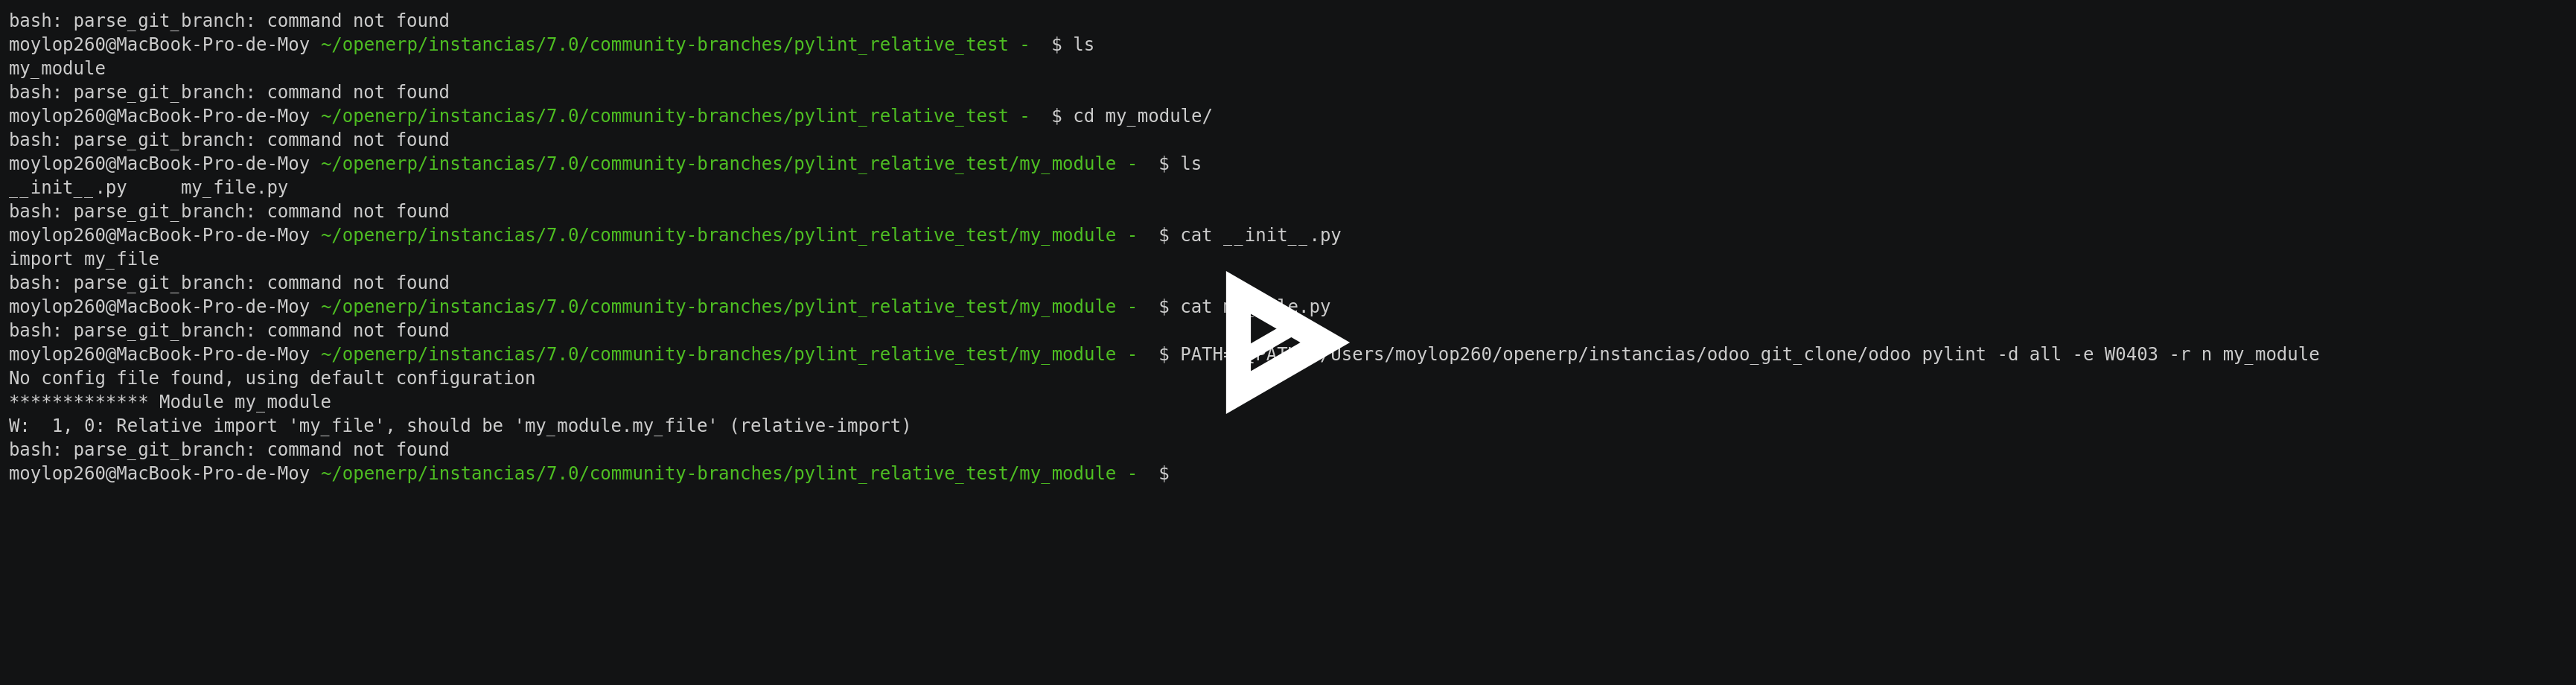 bash: parse_git_branch: command not found
moylop260@MacBook-Pro-de-Moy ~/openerp/instancias/7.0/community-branches/pylint_relative_test -  $ ls
my_module
bash: parse_git_branch: command not found
moylop260@MacBook-Pro-de-Moy ~/openerp/instancias/7.0/community-branches/pylint_relative_test -  $ cd my_module/
bash: parse_git_branch: command not found
moylop260@MacBook-Pro-de-Moy ~/openerp/instancias/7.0/community-branches/pylint_relative_test/my_module -  $ ls
__init__.py     my_file.py
bash: parse_git_branch: command not found
moylop260@MacBook-Pro-de-Moy ~/openerp/instancias/7.0/community-branches/pylint_relative_test/my_module -  $ cat __init__.py
import my_file
bash: parse_git_branch: command not found
moylop260@MacBook-Pro-de-Moy ~/openerp/instancias/7.0/community-branches/pylint_relative_test/my_module -  $ cat
bash: parse_git_branch: command not found
moylop260@MacBook-Pro-de-Moy ~/openerp/instancias/7.0/community-branches/pylint_relative_test/my_module -  $ /Users/moylop260/openerp/instancias/odoo_git_clone/odoo pylint -d all -e W0403 -r n my_module
No config file found, using default configuration
************* Module my_module
W:  1, 0: Relative import 'my_file', should be 'my_module.my_file' (relative-import)
bash: parse_git_branch: command not found
moylop260@MacBook-Pro-de-Moy ~/openerp/instancias/7.0/community-branches/pylint_relative_test/my_module -  $